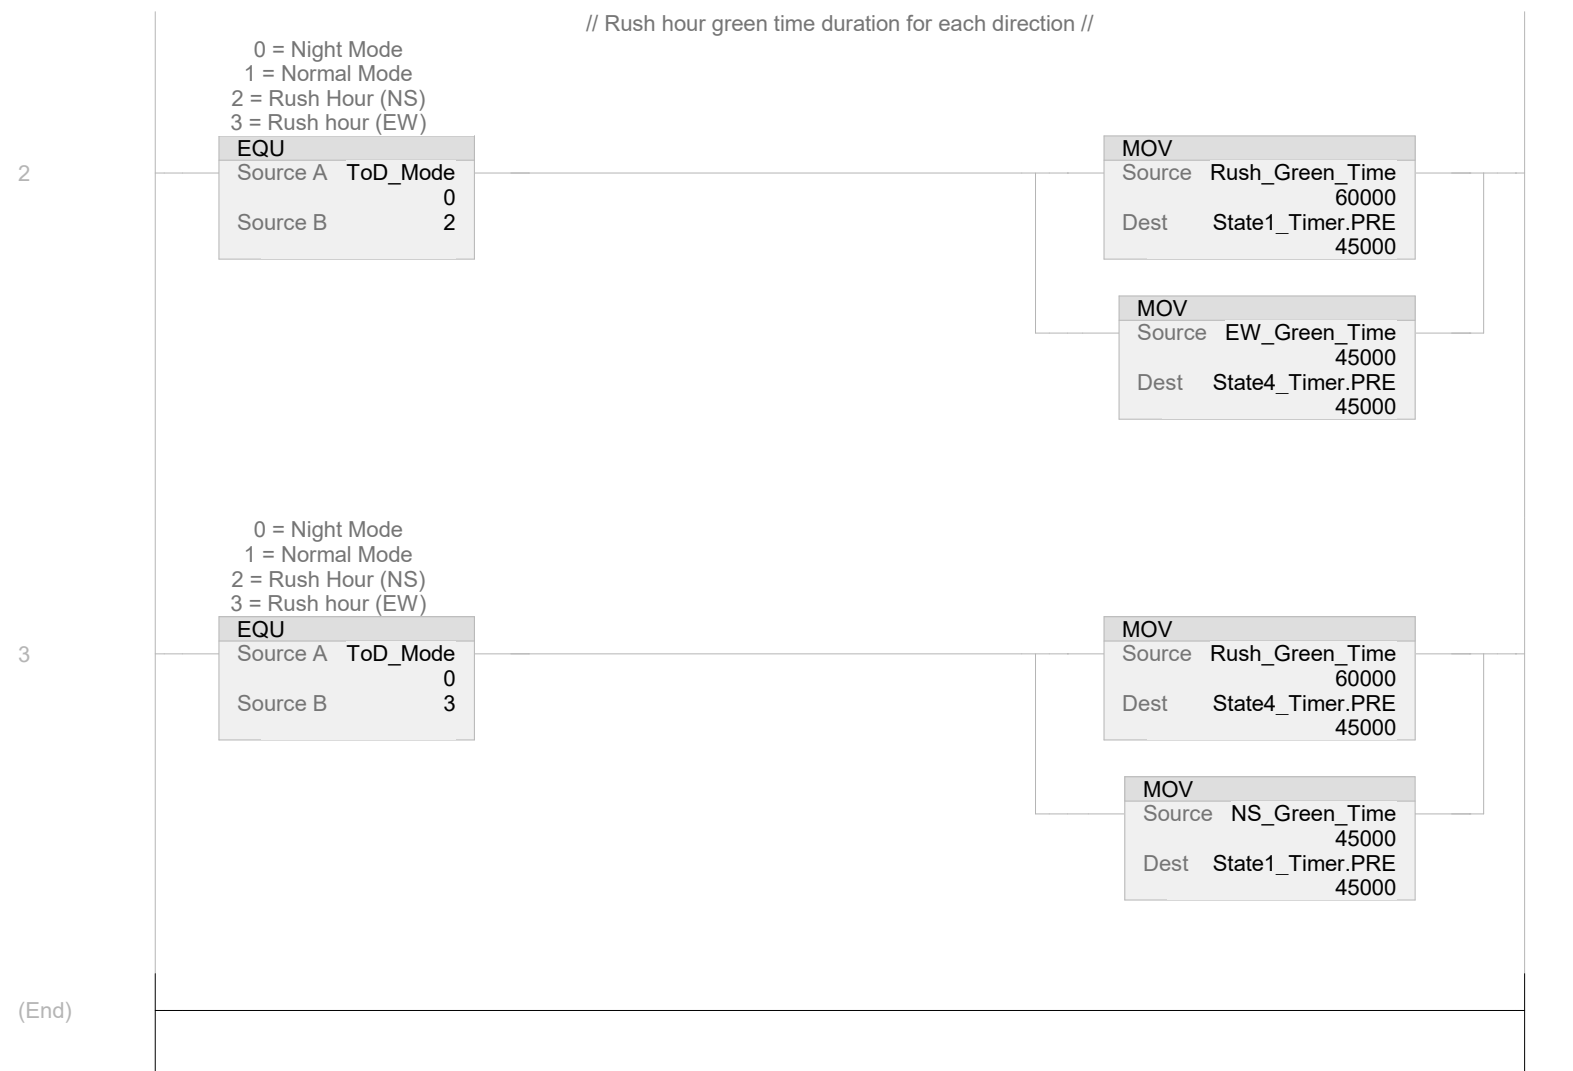 // Rush hour green time duration for each direction //
0 = Night Mode
1 = Normal Mode
2 = Rush Hour (NS)
3 = Rush hour (EW)
2
EQU
Source A ToD_Mode
0
Source B 2
MOV
Source Rush_Green_Time
60000
Dest State1_Timer.PRE
45000
MOV
Source EW_Green_Time
45000
Dest State4_Timer.PRE
45000
0 = Night Mode
1 = Normal Mode
2 = Rush Hour (NS)
3 = Rush hour (EW)
3
EQU
Source A ToD_Mode
0
Source B 3
MOV
Source Rush_Green_Time
60000
Dest State4_Timer.PRE
45000
MOV
Source NS_Green_Time
45000
Dest State1_Timer.PRE
45000
(End)